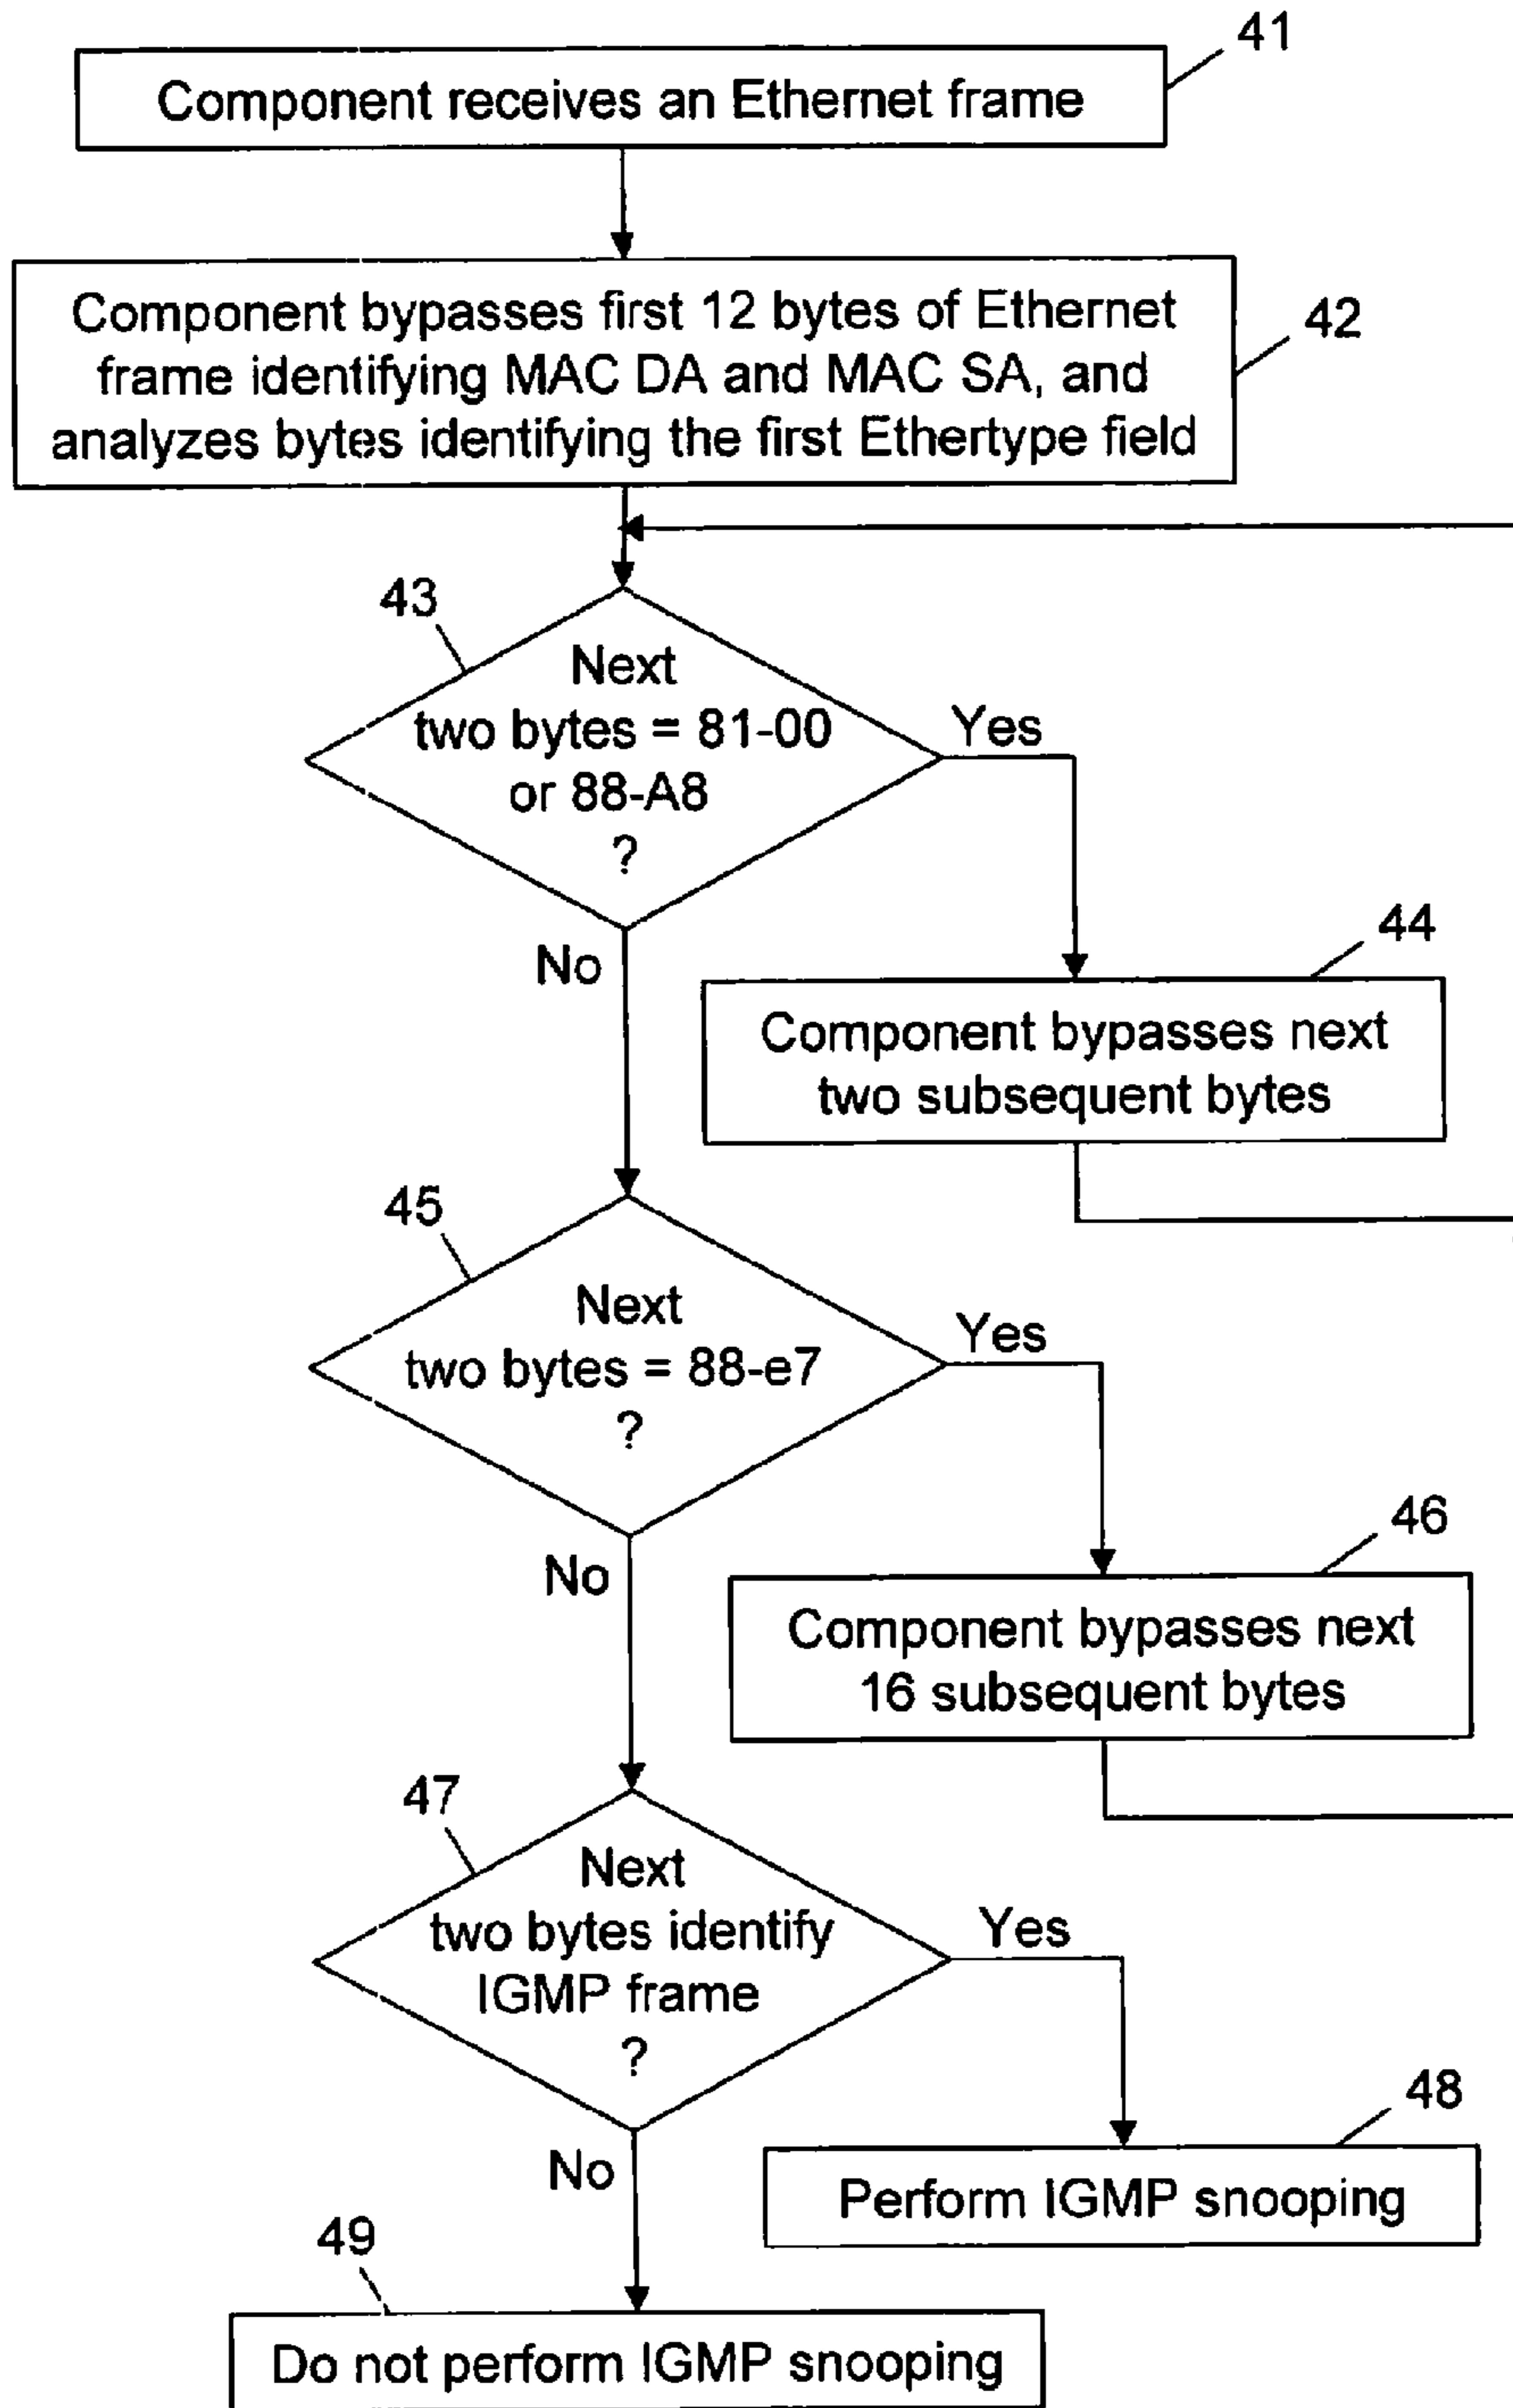 41
Component receives an Ethernet frame
42
Component bypasses first 12 bytes of Ethernet
frame identifying MAC DA and MAC SA, and
analyzes bytes identifying the first Ethertype field
43
Next
two bytes = 81-00
or 88-A8
?
Yes
No
44
Component bypasses next
two subsequent bytes
45
Next
two bytes = 88-e7
?
Yes
No
46
Component bypasses next
16 subsequent bytes
47
Next
two bytes identify
IGMP frame
?
Yes
No
48
Perform IGMP snooping
49
Do not perform IGMP snooping